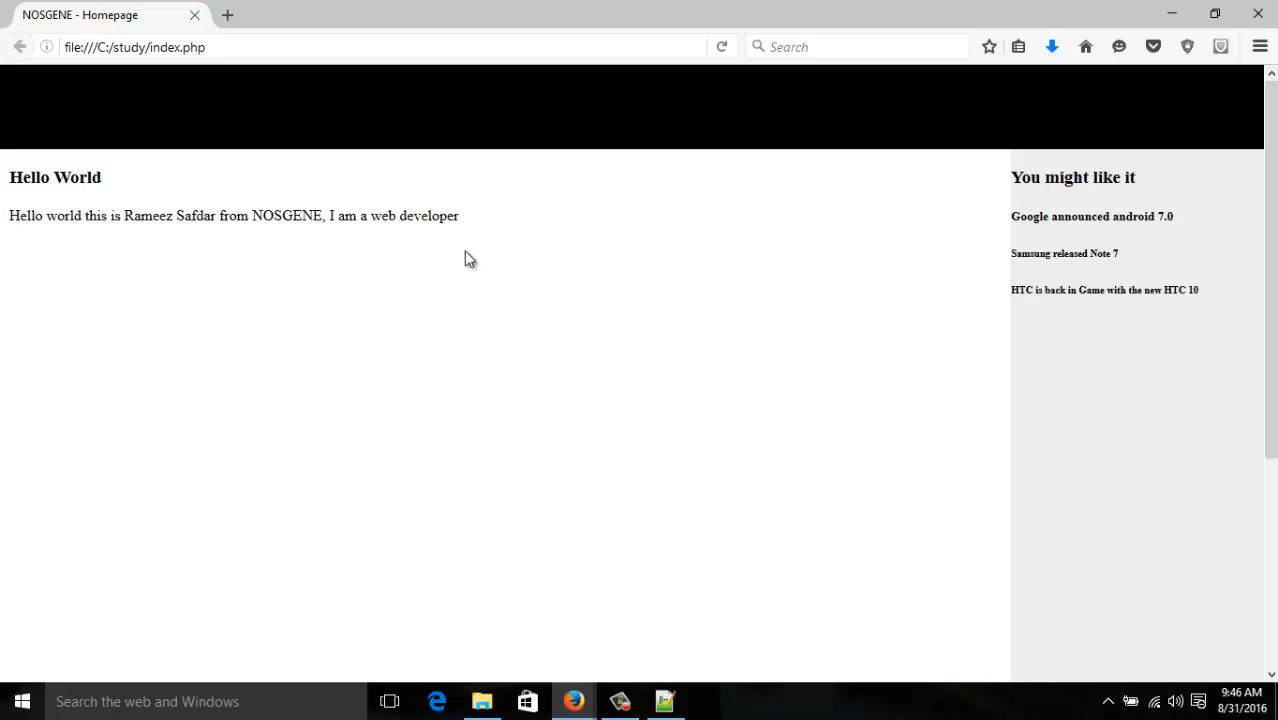 NOSGENE - Homepage
file:///C:/study/index.php
Search
Hello World
Hello world this is Rameez Safdar from NOSGENE, I am a web developer
You might like it
Google announced android 7.0
Samsung released Note 7
HTC is back in Game with the new HTC 10
Search the web and Windows
9:46 AM
8/31/2016